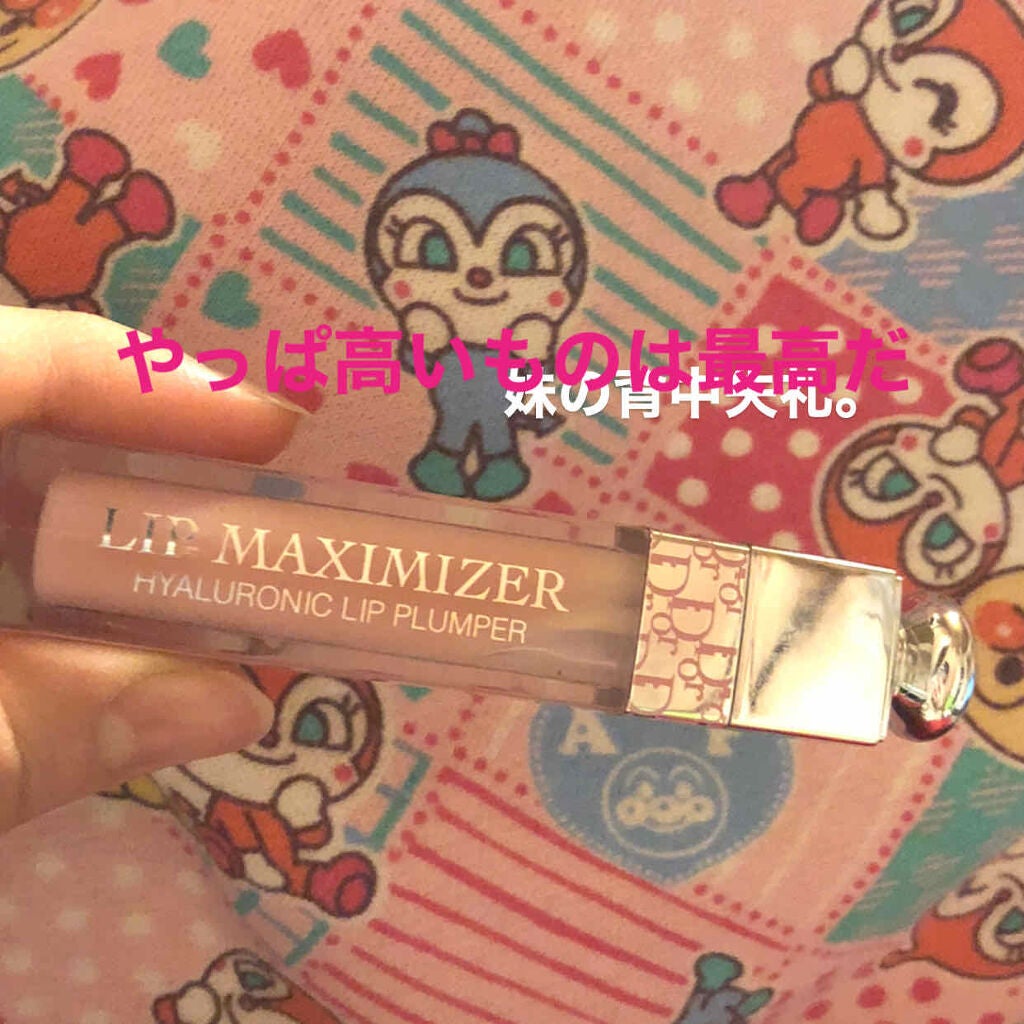 やっぱ高いものは最高だ
妹の背中失礼。
LIP MAXIMIZER
HYALURONIC LIP PLUMPER
Dior
A